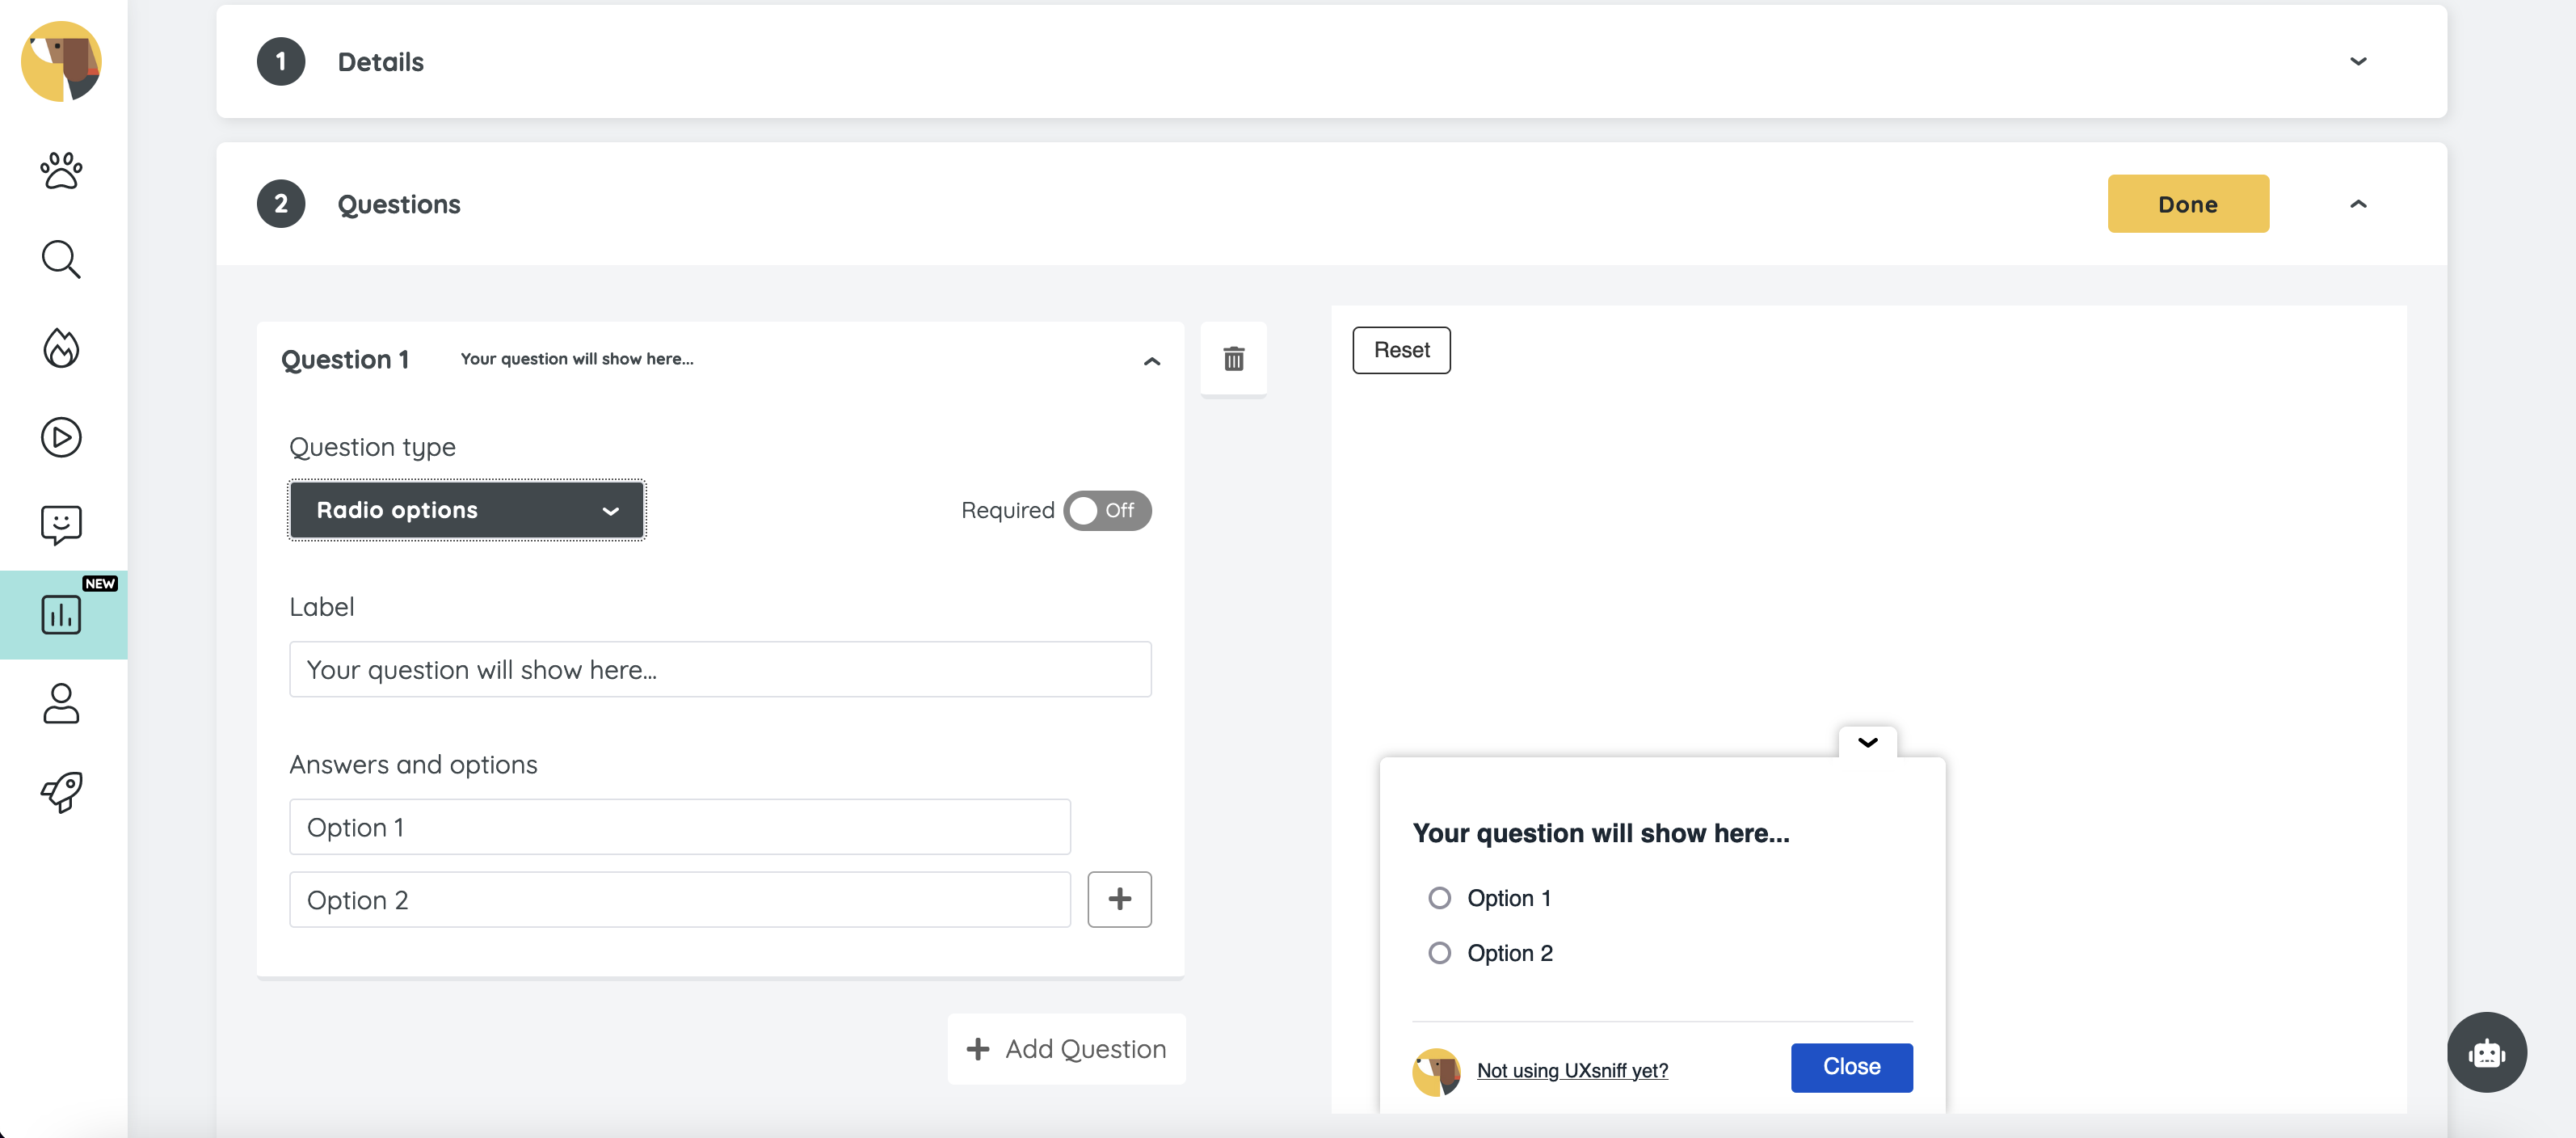 1 Details
2 Questions Done
NEW
Question 1 Your question will show here...
Question type
Radio options
Required Off
Label
Your question will show here...
Answers and options
Option 1
Option 2
+ Add Question
Reset
Your question will show here...
Option 1
Option 2
Not using UXsniff yet?
Close